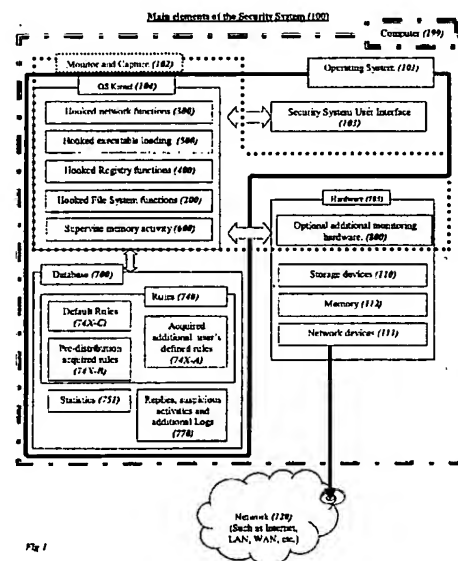 Main elements of the Security System (100)
Computer (199)
Monitor and Capture (102)
Operating System (101)
OS Kernel (104)
Hooked network functions (300)
Security System User Interface
(103)
Hooked executable loading (500)
Hooked Registry functions (400)
Hooked File System functions (200)
Hardware
Supervise memory activity (600)
Optional additional monitoring
hardware. (800)
Database (700)
Storage devices (110)
Rules (740)
Memory (112)
Default Rules
(74X-C)
Acquired
additional user's
defined rules
(74X-A)
Network devices (111)
Pre-distribution
acquired rules
(74X-B)
Statistics (751)
Replies, suspicious
activities and
additional Logs
(770)
Network (120)
(Such as Internet,
LAN, WAN, etc.)
Fig 1